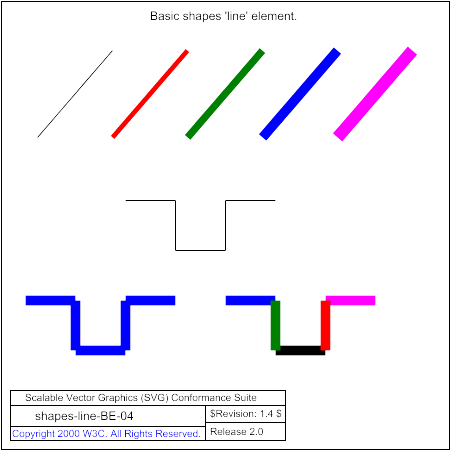 Basic shapes 'line' element.
Scalable Vector Graphics (SVG) Conformance Suite
shapes-line-BE-04
$Revision: 1.4 $
Copyright 2000 W3C. All Rights Reserved.
Release 2.0